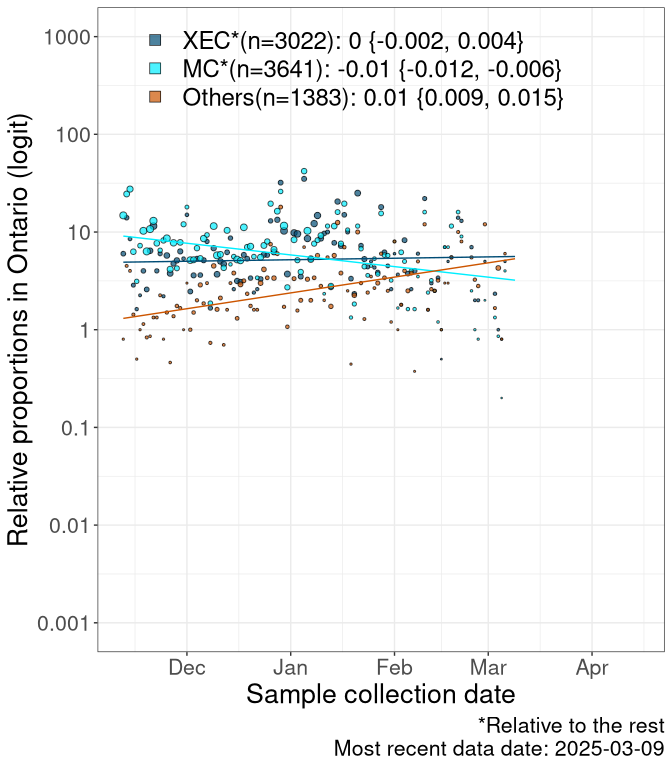 XEC*(n=3022): 0 {-0.002, 0.004}
MC*(n=3641): -0.01 {-0.012, -0.006}
Others(n=1383): 0.01 {0.009, 0.015}
Relative proportions in Ontario (logit)
1000
100
10
1
0.1
0.01
0.001
Dec Jan Feb Mar Apr
Sample collection date
*Relative to the rest
Most recent data date: 2025-03-09